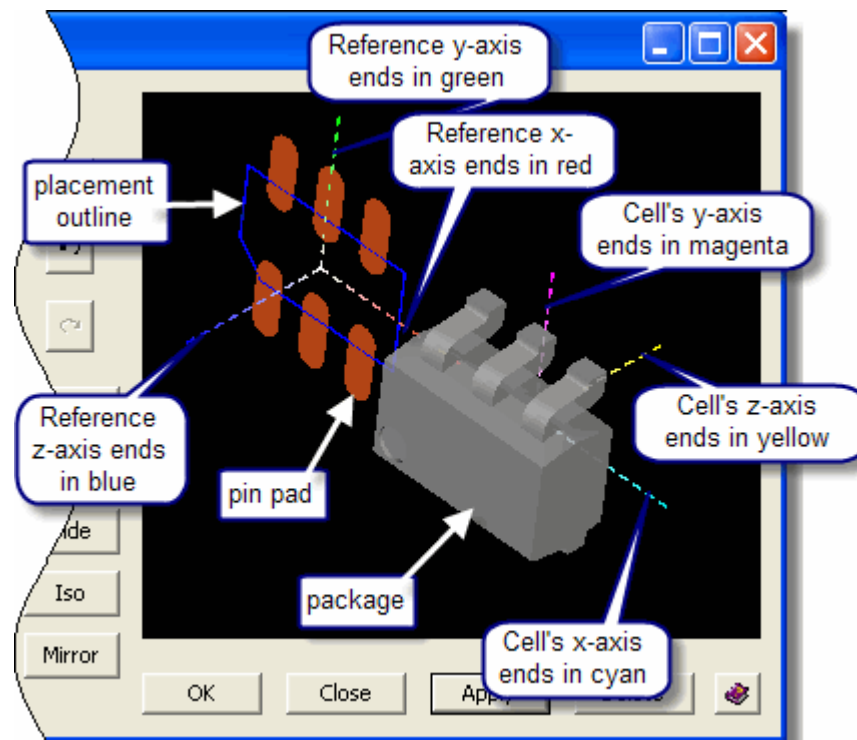 Reference y-axis
ends in green
Reference x-
axis ends in red
placement
outline
Cell's y-axis
ends in magenta
Reference
z-axis ends
in blue
Cell's z-axis
ends in yellow
pin pad
package
Iso
Mirror
Cell's x-axis
ends in cyan
OK
Close